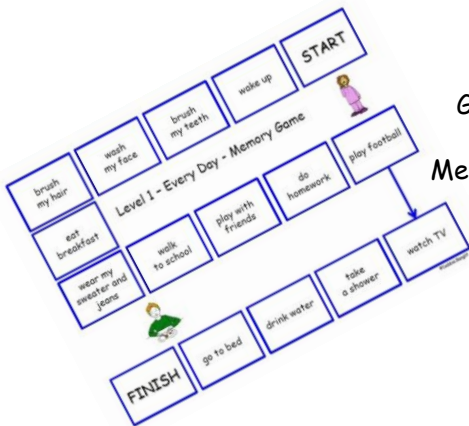 START
wake up
brush
my teeth
wash
my face
brush
my hair
Level 1 - Every Day - Memory Game
eat
breakfast
wear my
sweater and
jeans
walk
to school
play with
friends
do
homework
play football
watch TV
take
a shower
drink water
go to bed
FINISH
G
Me